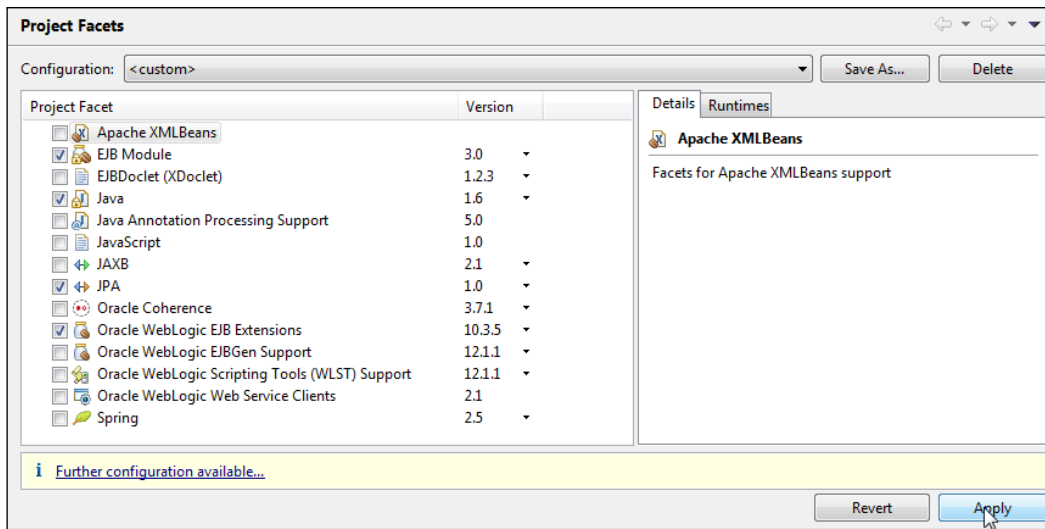 Project Facets
Configuration: <custom> Save As... Delete
Project Facet Version
Apache XMLBeans
EJB Module 3.0
EJBDoclet (XDoclet) 1.2.3
Java 1.6
Java Annotation Processing Support 5.0
JavaScript 1.0
JAXB 2.1
JPA 1.0
Oracle Coherence 3.7.1
Oracle WebLogic EJB Extensions 10.3.5
Oracle WebLogic EJBGen Support 12.1.1
Oracle WebLogic Scripting Tools (WLST) Support 12.1.1
Oracle WebLogic Web Service Clients 2.1
Spring 2.5
Details Runtimes
Apache XMLBeans
Facets for Apache XMLBeans support
Further configuration available...
Revert Apply